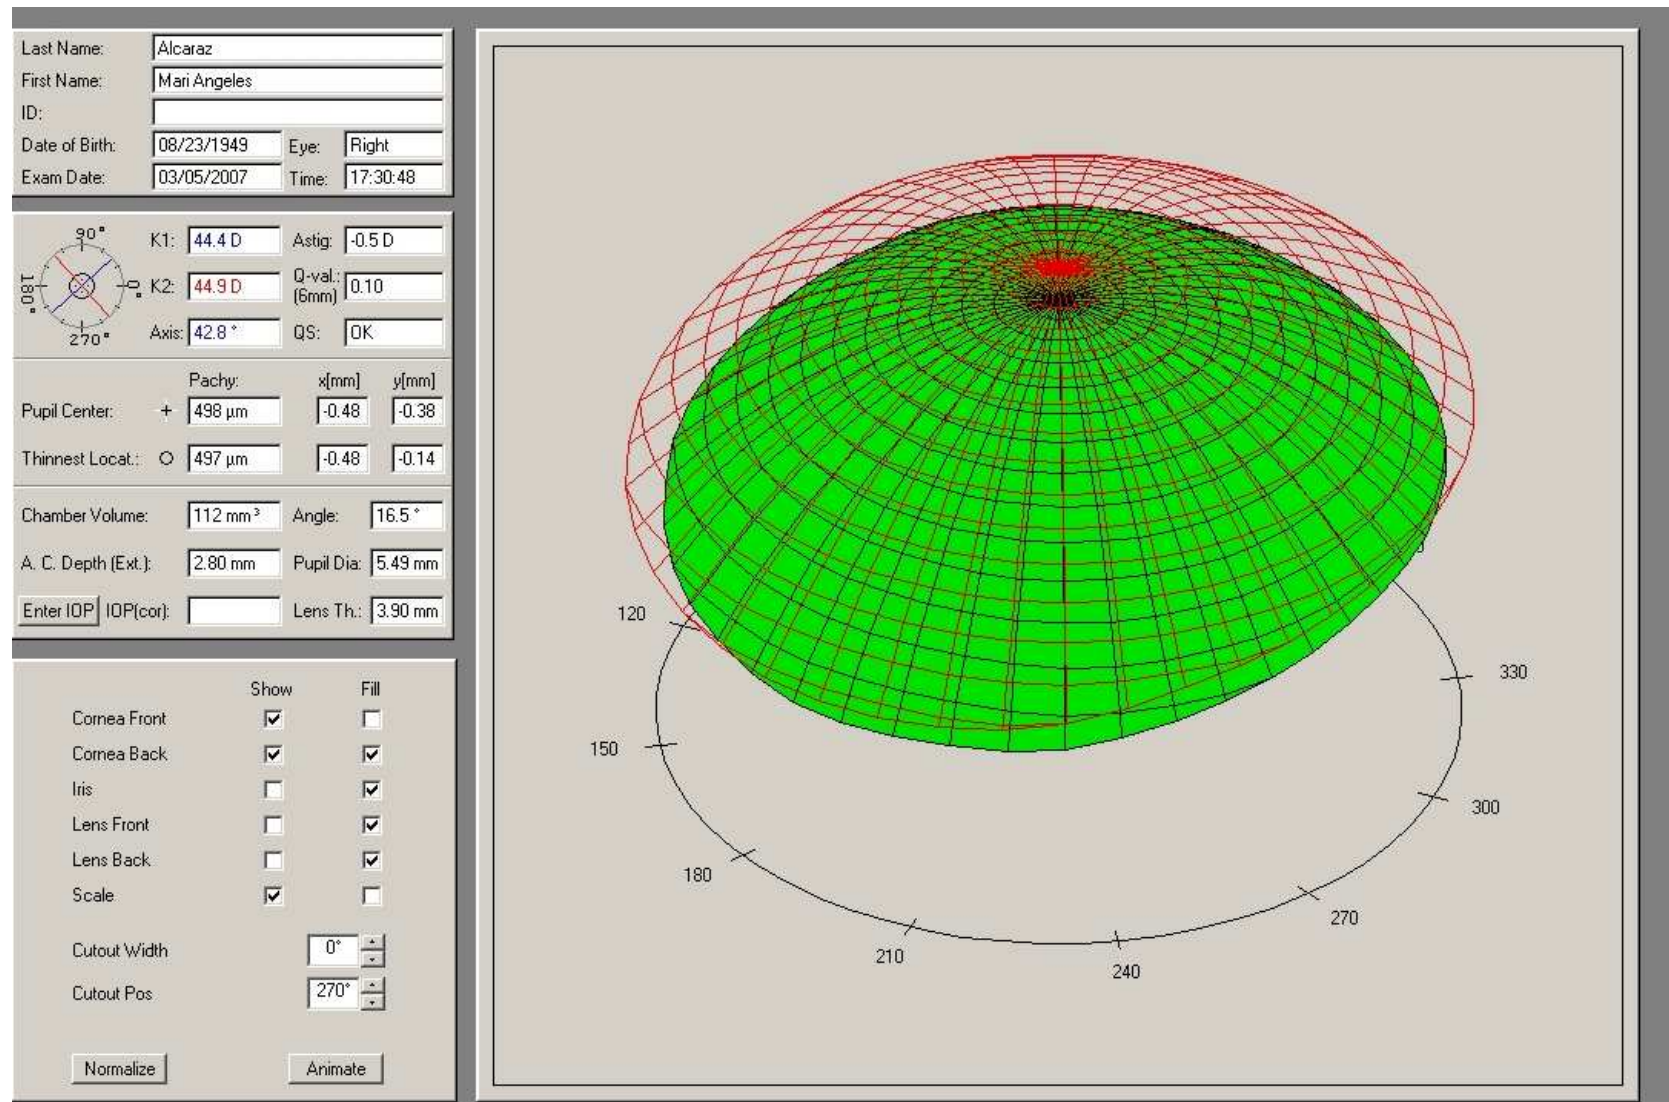 Last Name: Alcaraz
First Name: Mari Angeles
ID:
Date of Birth: 08/23/1949 Eye: Right
Exam Date: 03/05/2007 Time: 17:30:48
90°
180°
0°
270°
K1: 44.4 D Astig: -0.5 D
K2: 44.9 D Q-val.: (6mm) 0.10
Axis: 42.8 ° QS: OK
Pachy: x[mm] y[mm]
Pupil Center: + 498 µm -0.48 -0.38
Thinnest Locat.: O 497 µm -0.48 -0.14
Chamber Volume: 112 mm³ Angle: 16.5 °
A. C. Depth (Ext.): 2.80 mm Pupil Dia: 5.49 mm
Enter IOP IOP(cor): Lens Th.: 3.90 mm
Show Fill
Cornea Front
Cornea Back
Iris
Lens Front
Lens Back
Scale
Cutout Width 0°
Cutout Pos 270°
Normalize Animate
120
330
150
300
180
270
210
240